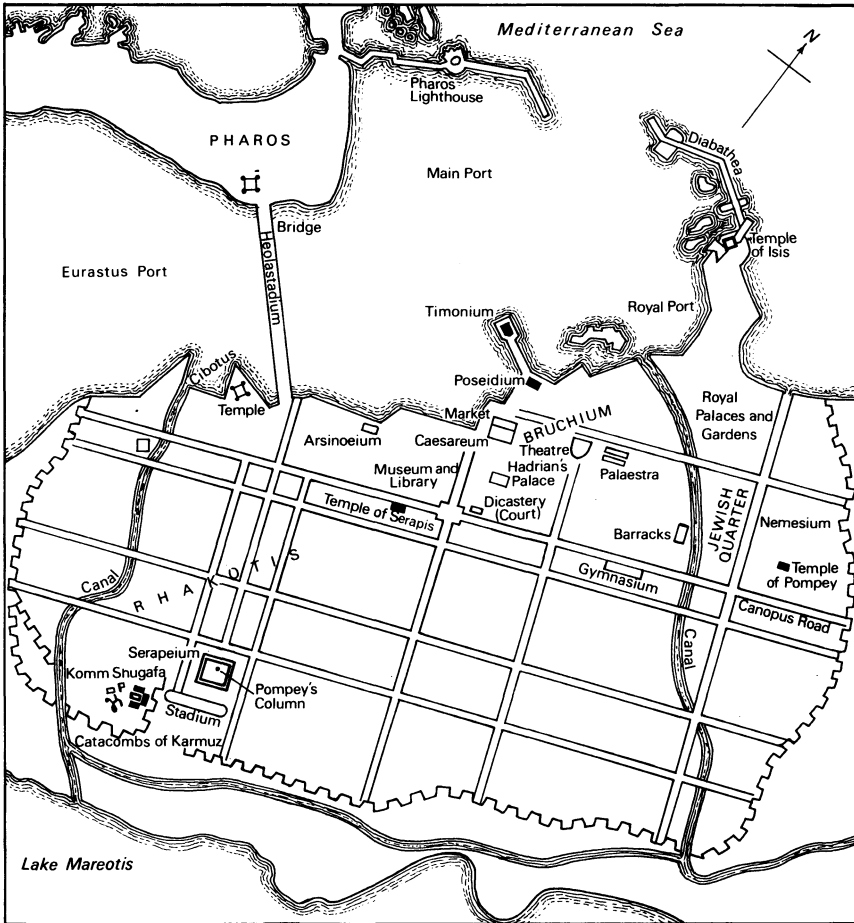 Mediterranean Sea
N
Pharos
Lighthouse
PHAROS
Diabathea
Main Port
Bridge
Heolastadium
Temple
of Isis
Eurastus Port
Royal Port
Timonium
Cibotus
Poseidium
Temple
Royal
Palaces and
Gardens
Market
BRUCHIUM
Arsinoeium
Caesareum
Theatre
Hadrian's
Palace
Museum and
Library
Palaestra
Temple of Serapis
Dicastery
(Court)
JEWISH
QUARTER
Nemesium
Barracks
Temple
of Pompey
Gymnasium
Canal
RHAKOTIS
Canopus Road
Canal
Serapeium
Komm Shugafa
P
Pompey's
Column
Stadium
Catacombs of Karmuz
Lake Mareotis